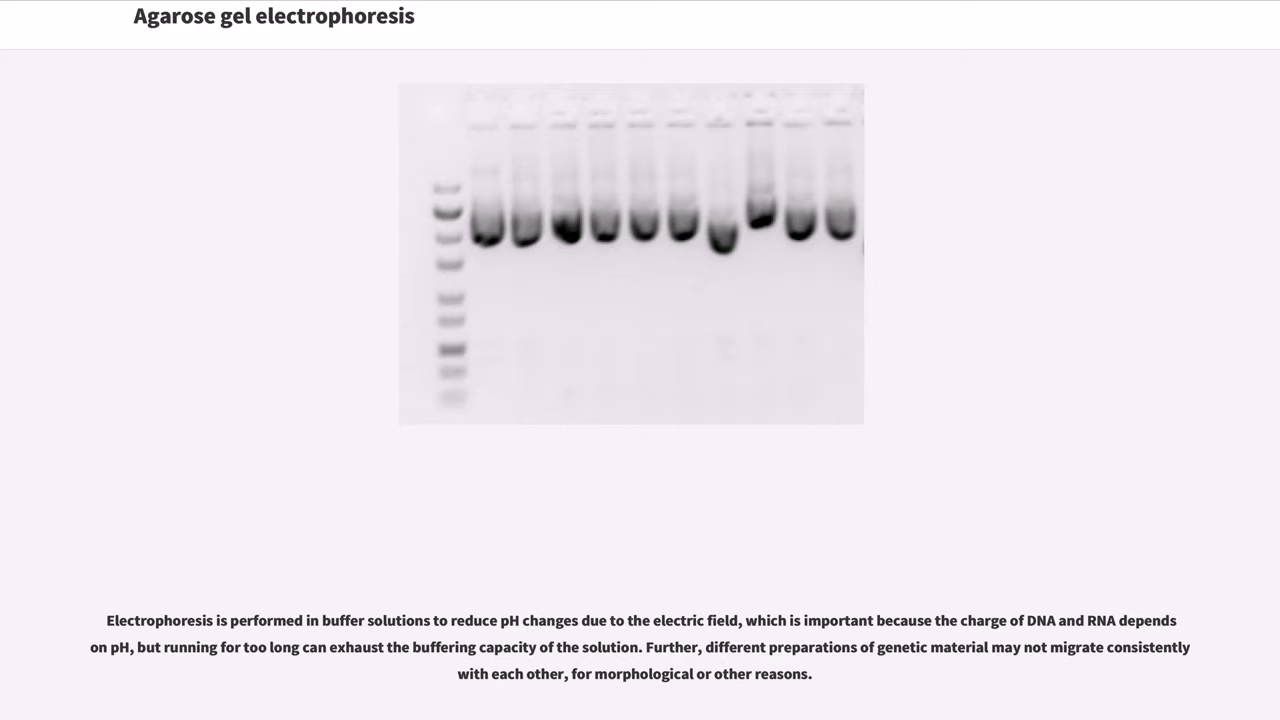 Agarose gel electrophoresis
Electrophoresis is performed in buffer solutions to reduce pH changes due to the electric field, which is important because the charge of DNA and RNA depends
on pH, but running for too long can exhaust the buffering capacity of the solution. Further, different preparations of genetic material may not migrate consistently
with each other, for morphological or other reasons.